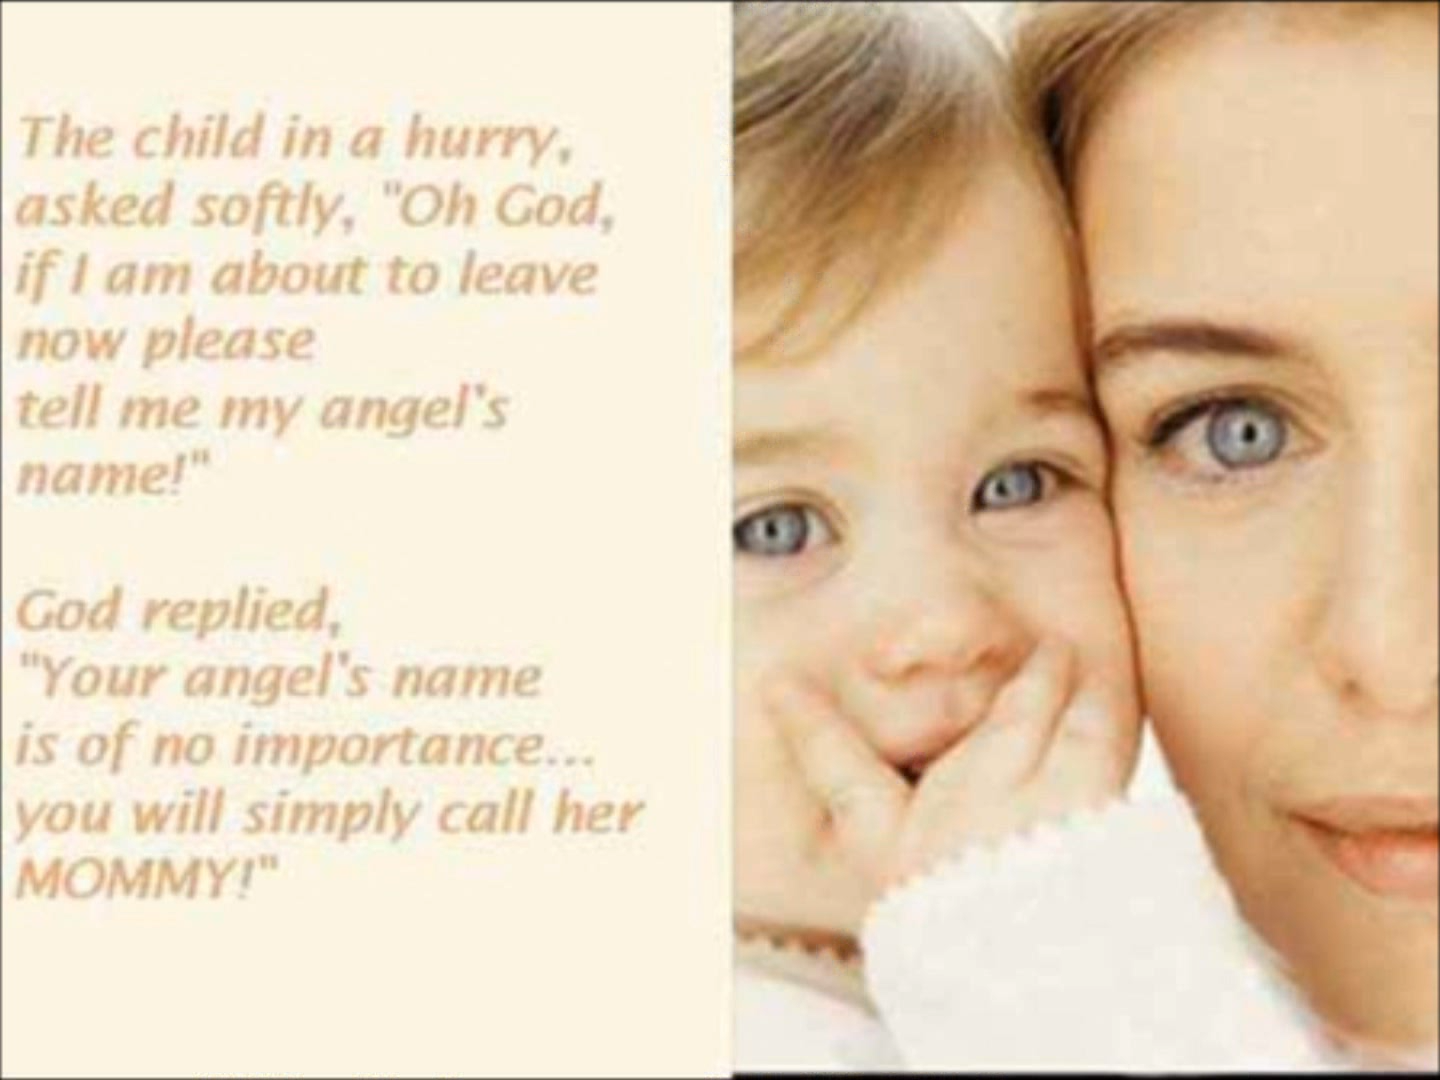 The child in a hurry,
asked softly, "Oh God,
if I am about to leave
now please
tell me my angel's
name!"
God replied,
"Your angel's name
is of no importance...
you will simply call her
MOMMY!"